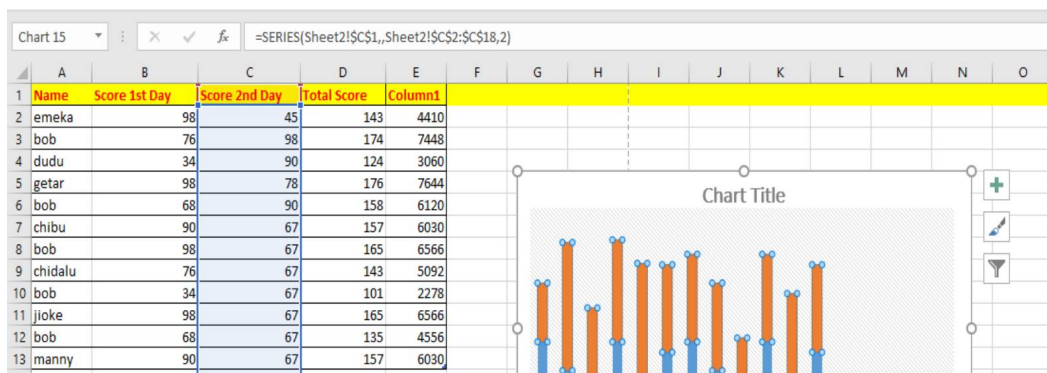 Chart 15 fx =SERIES(Sheet2!$C$1,,Sheet2!$C$2:$C$18,2)
A B C D E F G H I J K L M N O
1 Name Score 1st Day Score 2nd Day Total Score Column1
2 emeka 98 45 143 4410
3 bob 76 98 174 7448
4 dudu 34 90 124 3060
5 getar 98 78 176 7644
6 bob 68 90 158 6120
7 chibu 90 67 157 6030
8 bob 98 67 165 6566
9 chidalu 76 67 143 5092
10 bob 34 67 101 2278
11 jioke 98 67 165 6566
12 bob 68 67 135 4556
13 manny 90 67 157 6030
Chart Title